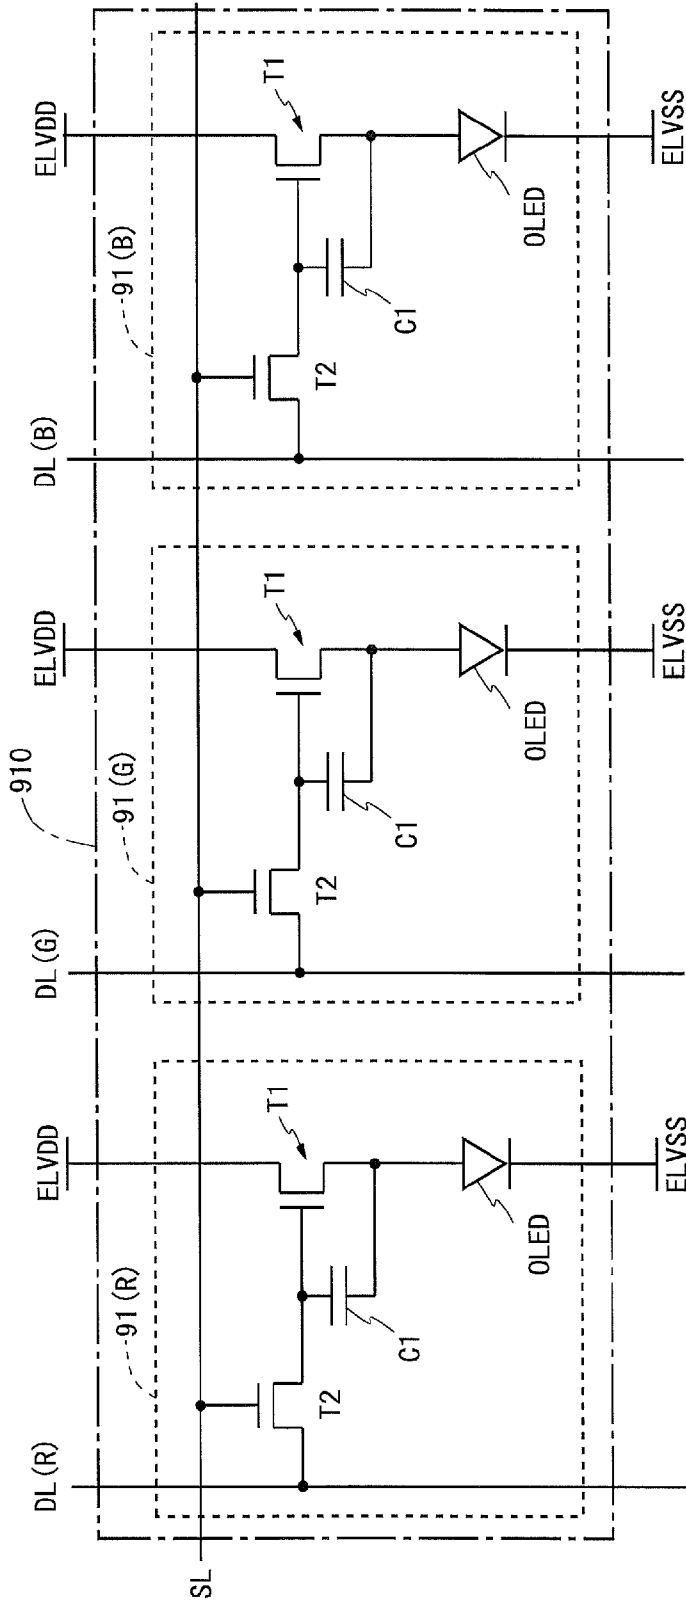 910
DL(R)
91(R)
ELVDD
DL(G)
91(G)
ELVDD
DL(B)
91(B)
ELVDD
SL
T2
T1
C1
OLED
ELVSS
T2
T1
C1
OLED
ELVSS
T2
T1
C1
OLED
ELVSS